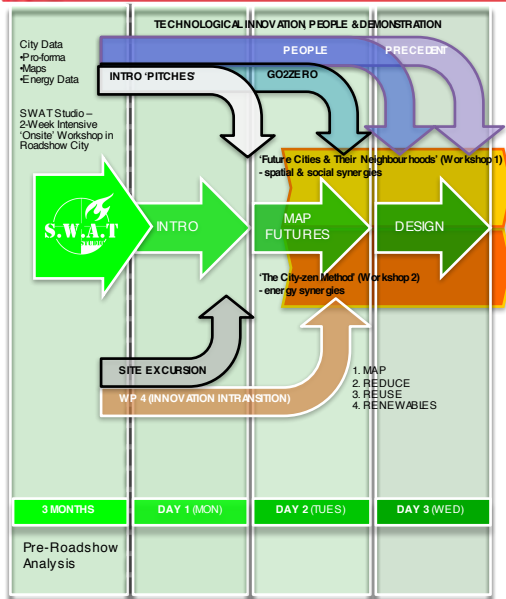 TECHNOLOGICAL INNOVATION, PEOPLE & DEMONSTRATION
City Data
•Pro-forma
•Maps
•Energy Data
PEOPLE
PRECEDENT
INTRO 'PITCHES'
GO2ZERO
SWAT Studio –
2-Week Intensive
'Onsite' Workshop in
Roadshow City
'Future Cities & Their Neighbourhoods' (Workshop 1)
- spatial & social synergies
S.W.A.T
STUDIO
INTRO
MAP
FUTURES
DESIGN
'The City-zen Method' (Workshop 2)
- energy synergies
SITE EXCURSION
WP 4 (INNOVATION INTRANSITION)
1. MAP
2. REDUCE
3. REUSE
4. RENEWABLES
3 MONTHS
DAY 1 (MON)
DAY 2 (TUES)
DAY 3 (WED)
Pre-Roadshow
Analysis